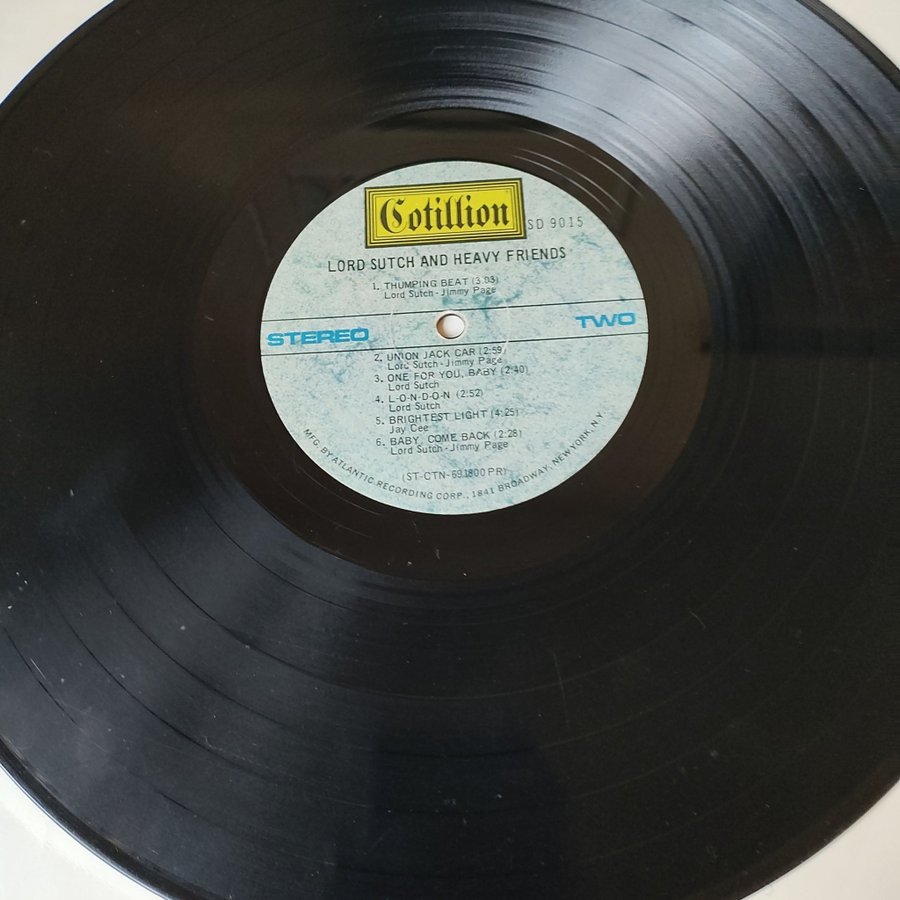 Cotillion
SD 9015
LORD SUTCH AND HEAVY FRIENDS
1. THUMPING BEAT (3.03)
Lord Sutch - Jimmy Page
STEREO
TWO
2. UNION JACK CAR (2:59)
Lord Sutch - Jimmy Page
3. ONE FOR YOU, BABY (2:40)
Lord Sutch
4. L-O-N-D-O-N (2:52)
Lord Sutch
5. BRIGHTEST LIGHT (4:25)
Jay Cee
6. BABY, COME BACK (2:28)
Lord Sutch - Jimmy Page
(ST-CTN-691800 PR)
MFG. BY ATLANTIC RECORDING CORP., 1841 BROADWAY, NEW YORK, N.Y.